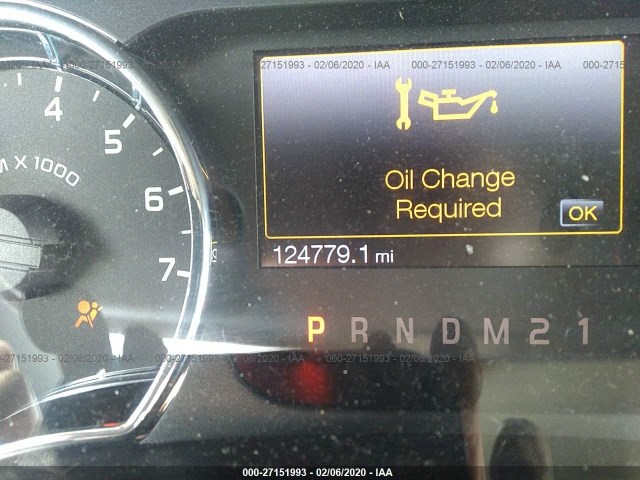 000-27151993 - 02/06/2020 - IAA
000-27151993 - 02/06/2020 - IAA
4
5
6
7
M X 1000
Oil Change
Required
OK
124779.1 mi
P R N D M 2 1
000-27151993 - 02/06/2020 - IAA
000-27151993 - 02/06/2020 - IAA